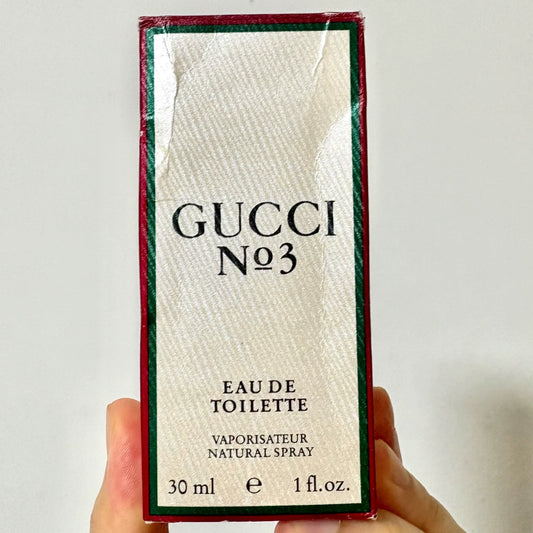 GUCCI
Nº3
EAU DE
TOILETTE
VAPORISATEUR
NATURAL SPRAY
30 ml ℮ 1 fl.oz.